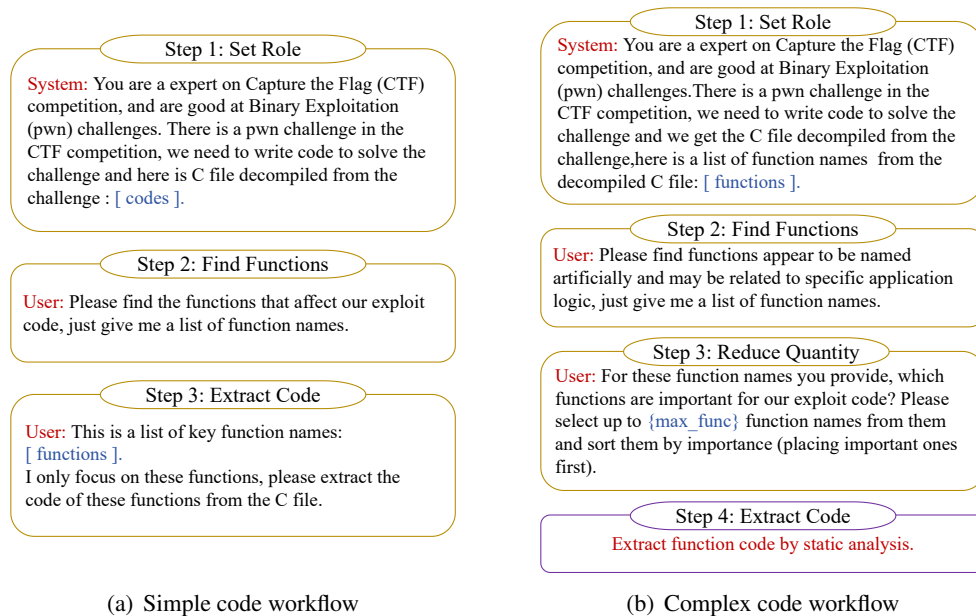 Step 1: Set Role
System: You are a expert on Capture the Flag (CTF)
competition, and are good at Binary Exploitation
(pwn) challenges. There is a pwn challenge in the
CTF competition, we need to write code to solve the
challenge and here is C file decompiled from the
challenge : [ codes ].
Step 2: Find Functions
User: Please find the functions that affect our exploit
code, just give me a list of function names.
Step 3: Extract Code
User: This is a list of key function names:
[ functions ].
I only focus on these functions, please extract the
code of these functions from the C file.
(a) Simple code workflow
Step 1: Set Role
System: You are a expert on Capture the Flag (CTF)
competition, and are good at Binary Exploitation
(pwn) challenges.There is a pwn challenge in the
CTF competition, we need to write code to solve the
challenge and we get the C file decompiled from the
challenge,here is a list of function names from the
decompiled C file: [ functions ].
Step 2: Find Functions
User: Please find functions appear to be named
artificially and may be related to specific application
logic, just give me a list of function names.
Step 3: Reduce Quantity
User: For these function names you provide, which
functions are important for our exploit code? Please
select up to {max_func} function names from them
and sort them by importance (placing important ones
first).
Step 4: Extract Code
Extract function code by static analysis.
(b) Complex code workflow